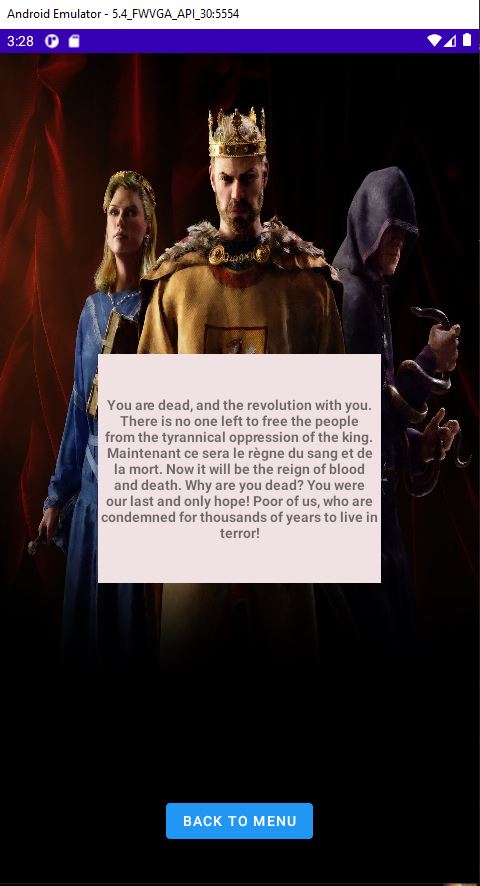 Android Emulator - 5.4_FWVGA_API_30:5554
3:28
You are dead, and the revolution with you.
There is no one left to free the people
from the tyrannical oppression of the king.
Maintenant ce sera le règne du sang et de
la mort. Now it will be the reign of blood
and death. Why are you dead? You were
our last and only hope! Poor of us, who are
condemned for thousands of years to live in
terror!
BACK TO MENU